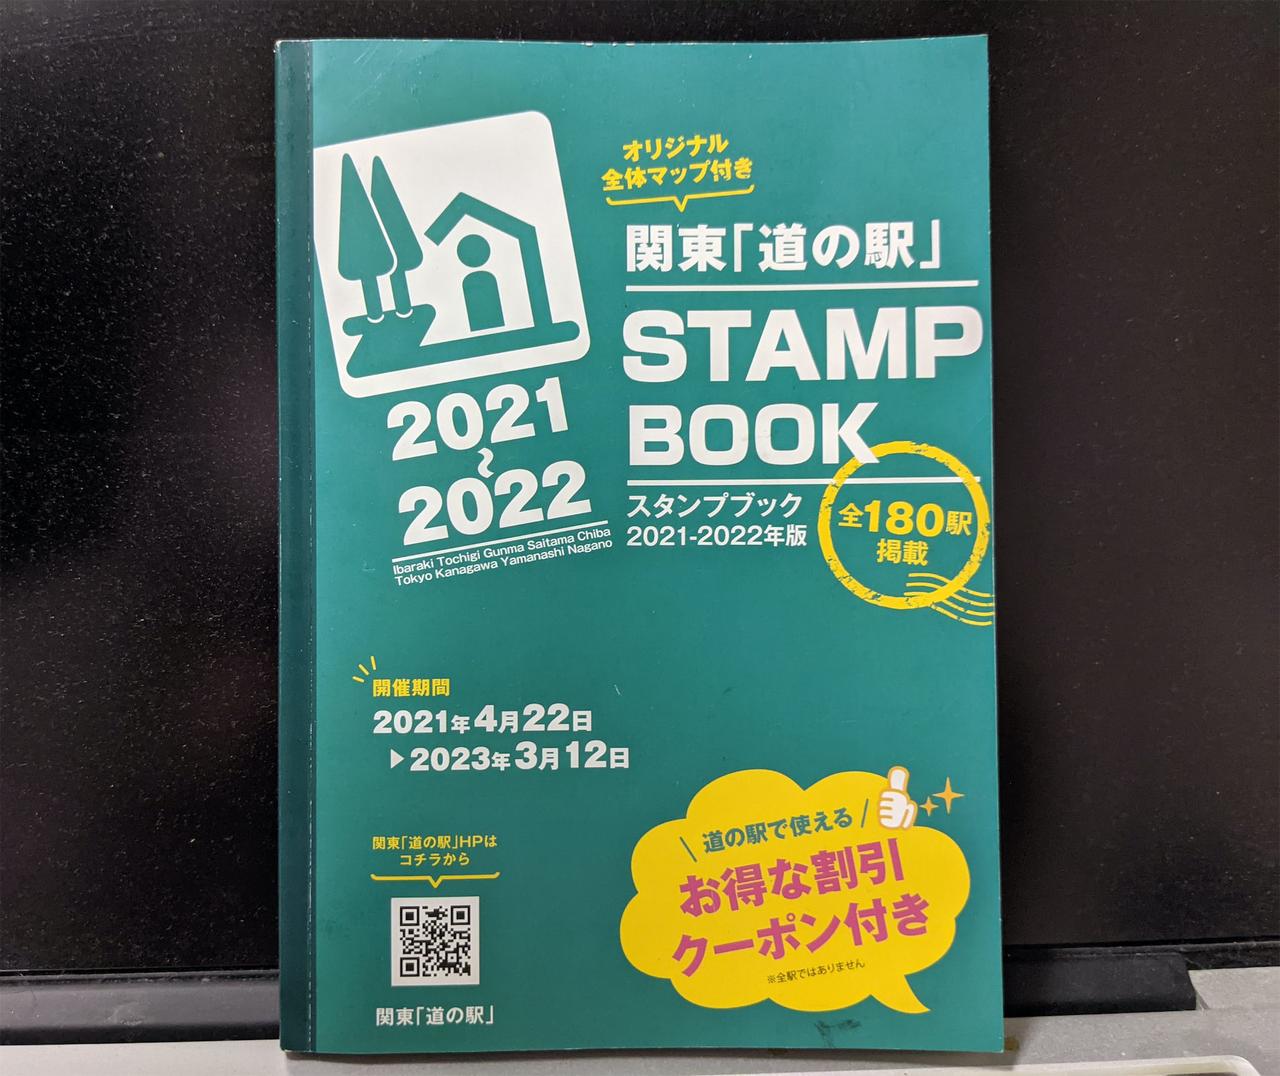 オリジナル
全体マップ付き
関東「道の駅」
STAMP
BOOK
スタンプブック
2021-2022年版
全180駅
掲載
2021
〜
2022
Ibaraki Tochigi Gunma Saitama Chiba
Tokyo Kanagawa Yamanashi Nagano
開催期間
2021年4月22日
▶2023年3月12日
関東「道の駅」HPは
コチラから
関東「道の駅」
\ 道の駅で使える /
お得な割引
クーポン付き
※全駅ではありません